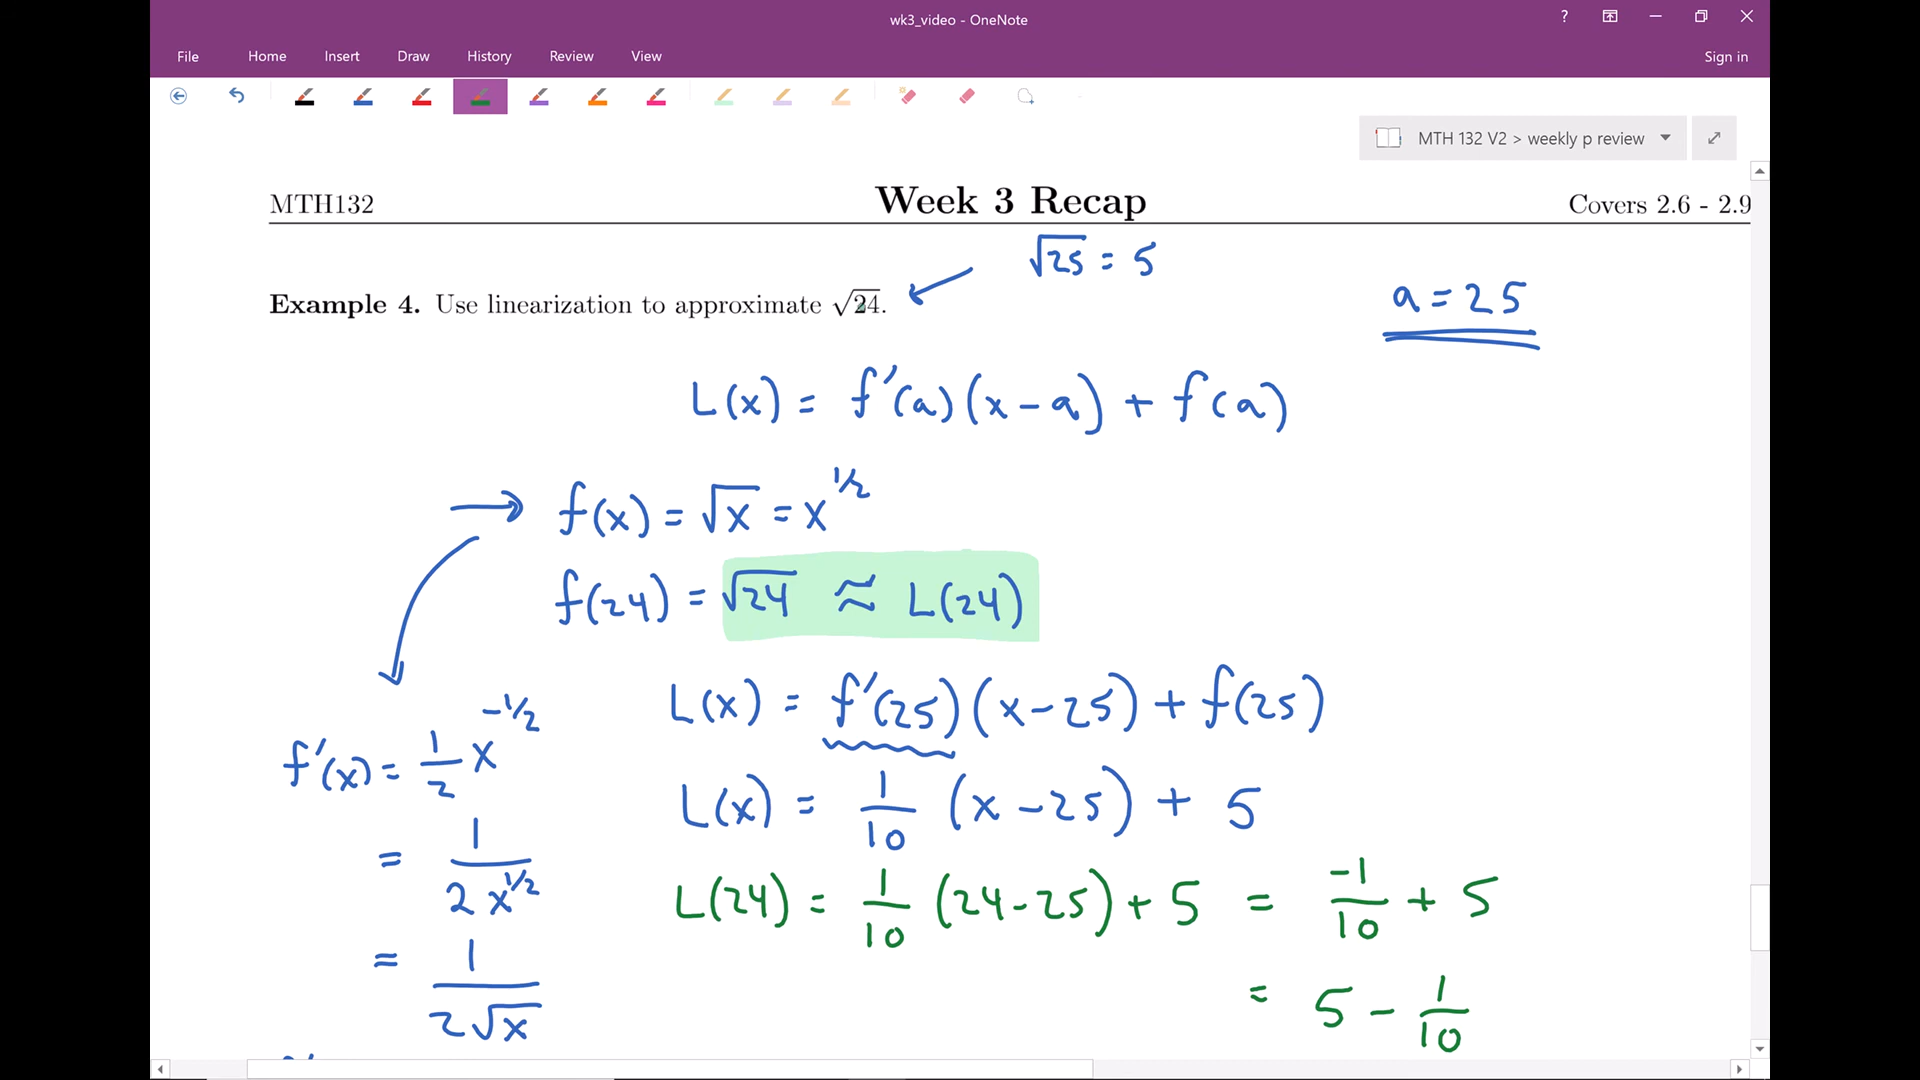 wk3_video - OneNote
?
File Home Insert Draw History Review View Sign in
MTH 132 V2 > weekly p review
MTH132 Week 3 Recap Covers 2.6 - 2.9
√25 = 5
Example 4. Use linearization to approximate √24.
a = 25
L(x) = f'(a)(x - a) + f(a)
f(x) = √x = x^1/2
f(24) = √24 ≈ L(24)
L(x) = f'(25)(x-25) + f(25)
f'(x) = 1/2 x^-1/2
L(x) = 1/10 (x-25) + 5
= 1/(2x^1/2)
L(24) = 1/10 (24-25) + 5 = -1/10 + 5
= 1/(2√x)
= 5 - 1/10